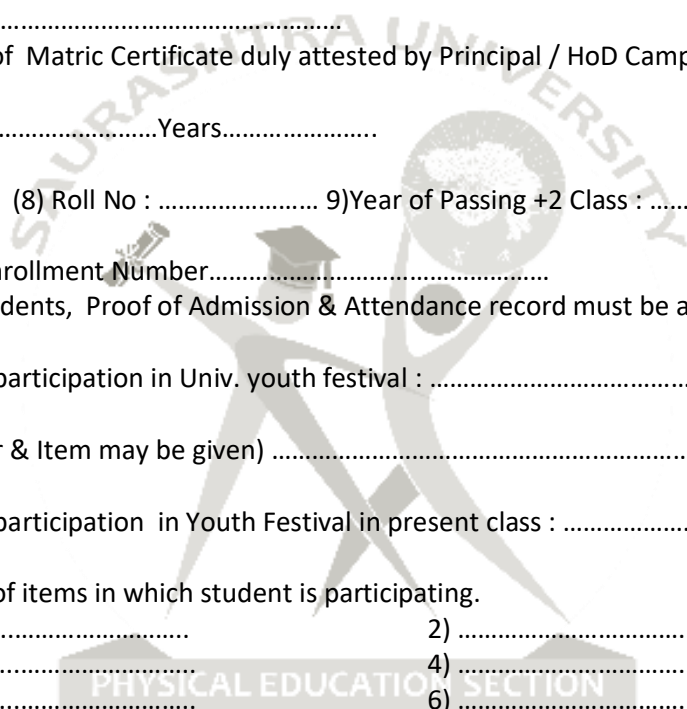 ………………………………………….
of Matric Certificate duly attested by Principal / HoD Camp
……………………Years…………………..
(8) Roll No : ………………….. 9)Year of Passing +2 Class : ……
nrollment Number……………………………………………
dents, Proof of Admission & Attendance record must be a
participation in Univ. youth festival : …………………………………
r & Item may be given) ………………………………………………………
participation in Youth Festival in present class : ………………
of items in which student is participating.
………………………. 2) ……………………………
………………………… 4) ……………………………
………………………… 6) ……………………………
SAURASHTRA UNIVERSITY
PHYSICAL EDUCATION SECTION